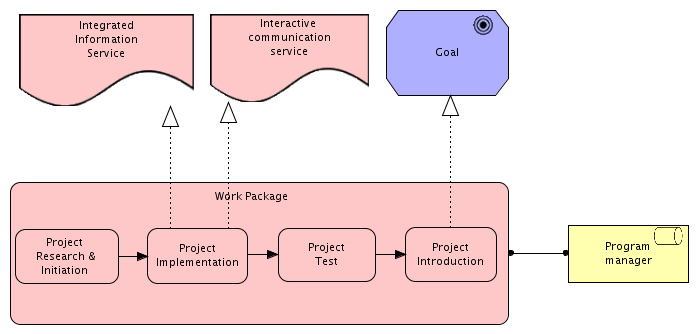 Integrated
Information
Service
Interactive
communication
service
Goal
Work Package
Project
Research &
Initiation
Project
Implementation
Project
Test
Project
Introduction
Program
manager